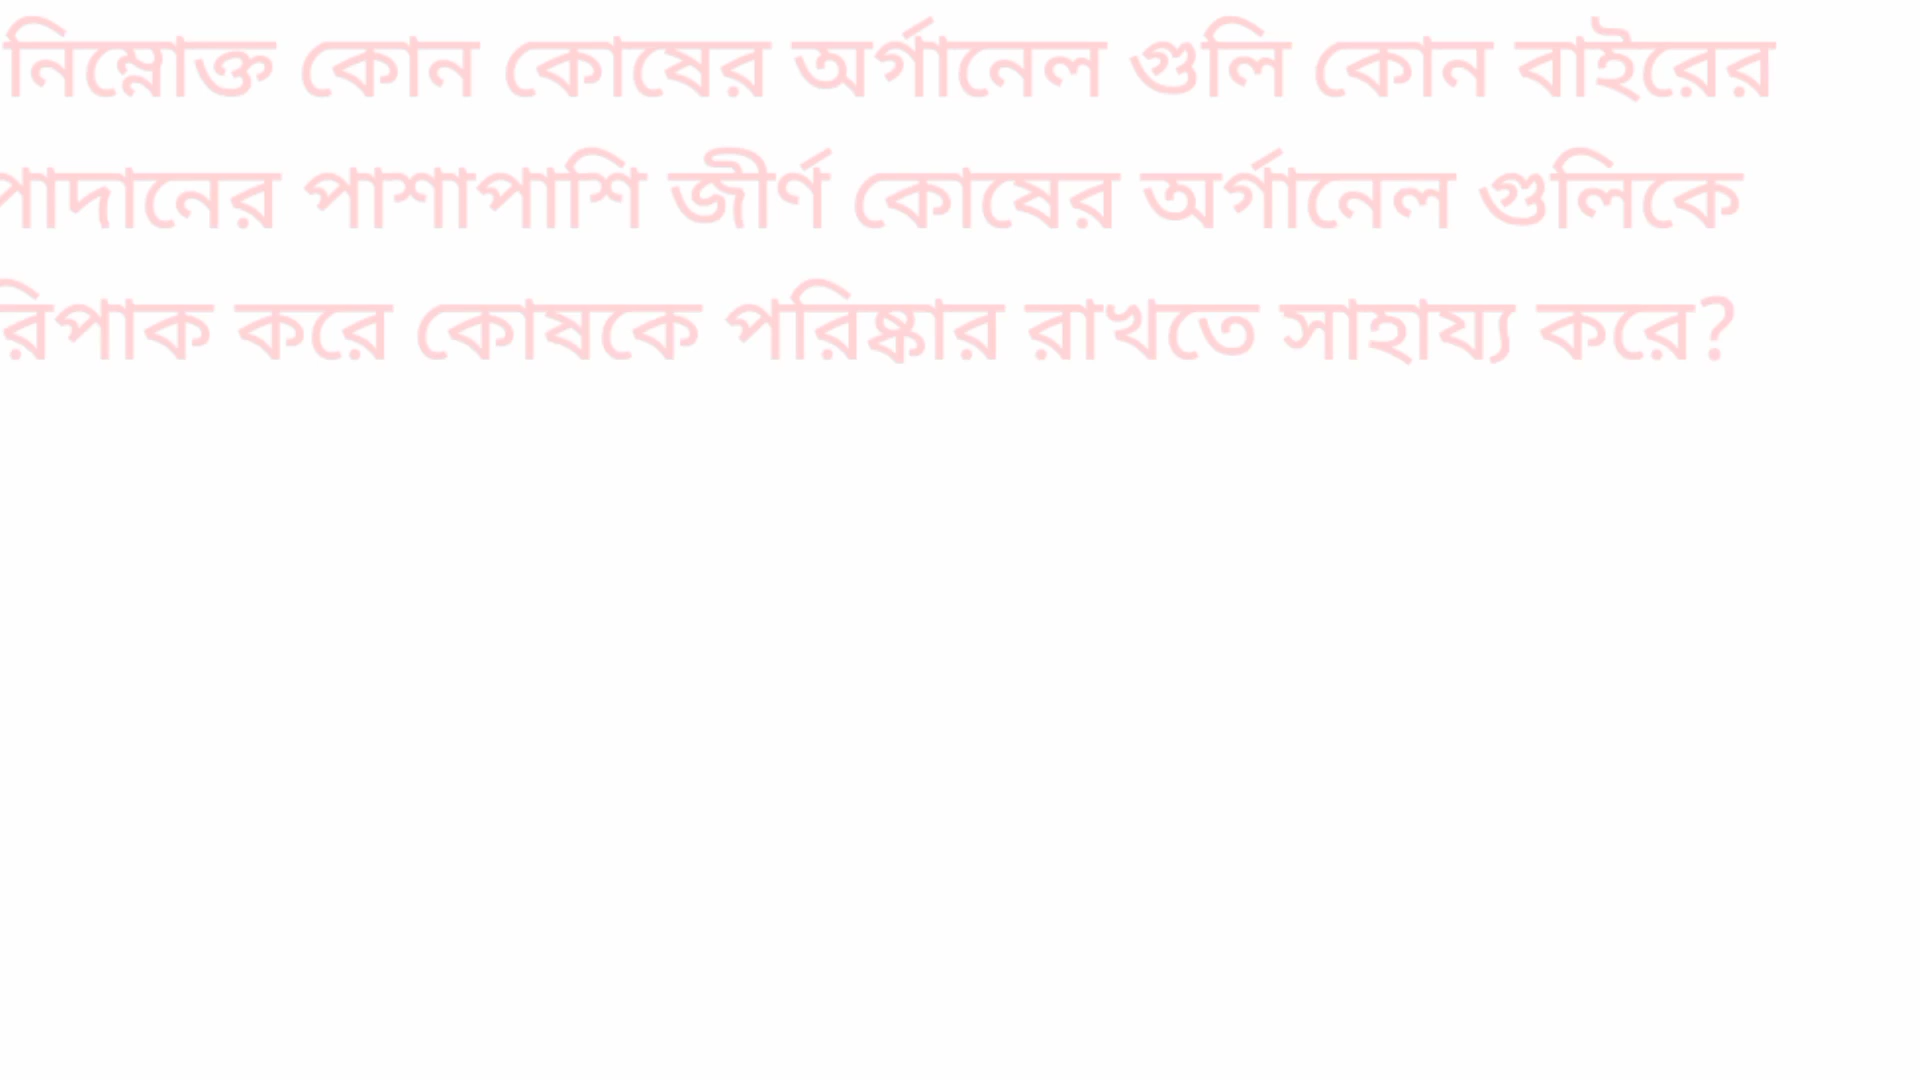 নিম্নোক্ত কোন কোষের অর্গানেল গুলি কোন বাইরের
পাদানের পাশাপাশি জীর্ণ কোষের অর্গানেল গুলিকে
রিপাক করে কোষকে পরিষ্কার রাখতে সাহায্য করে?